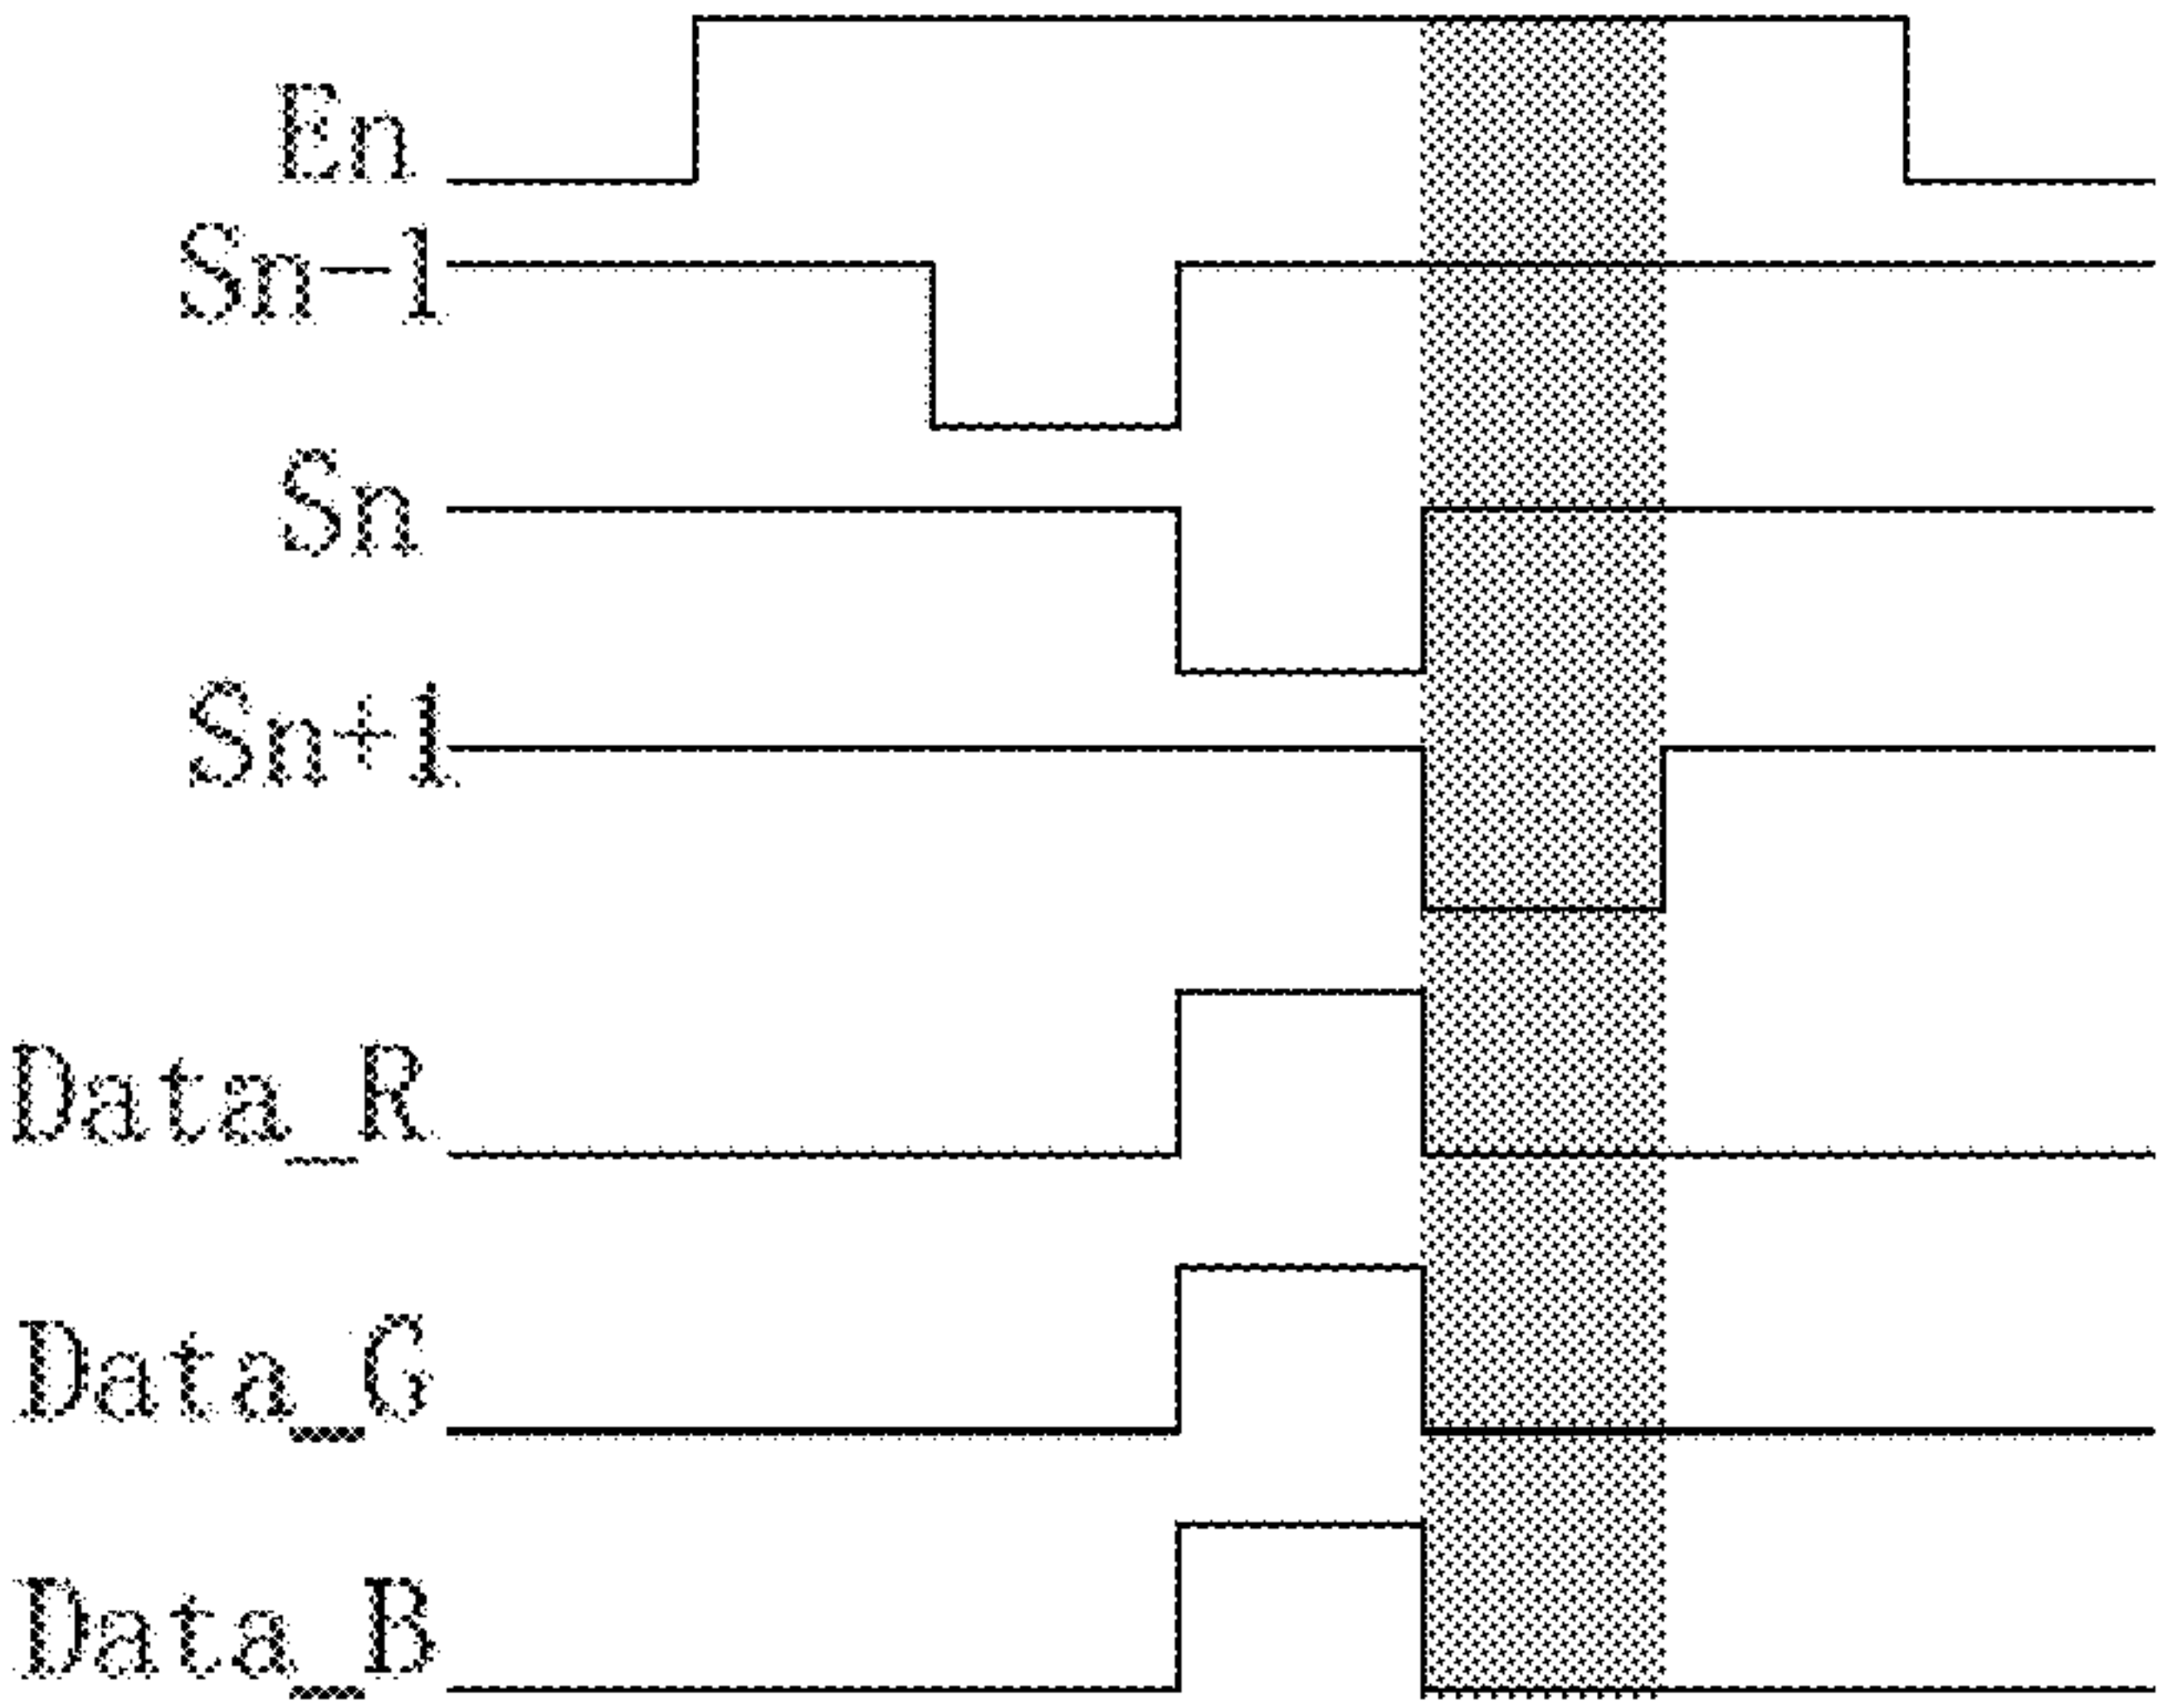 En
Sn-1
Sn
Sn+1
Data_R
Data_G
Data_B